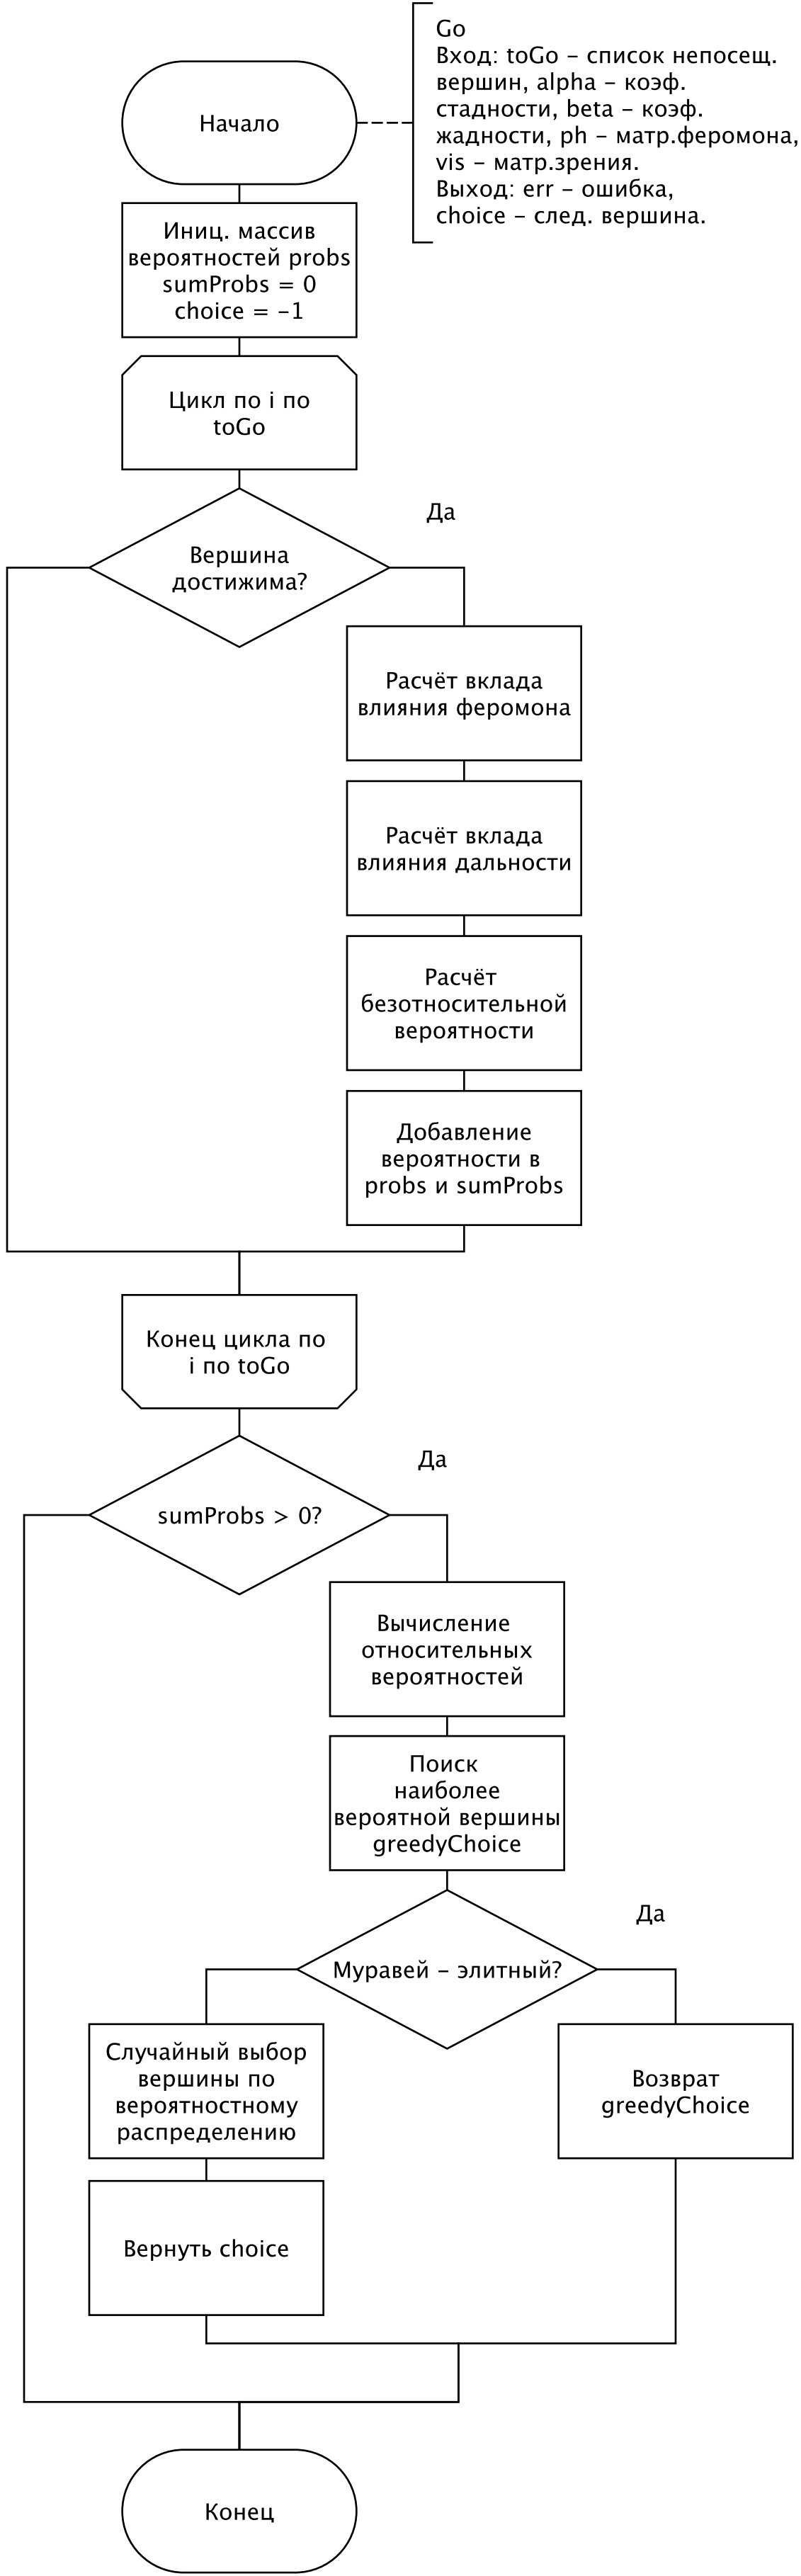 Go
Вход: toGo – список непосещ.
вершин, alpha – коэф.
стадности, beta – коэф.
жадности, ph – матр.феромона,
vis – матр.зрения.
Выход: err – ошибка,
choice – след. вершина.
Начало
Иниц. массив
вероятностей probs
sumProbs = 0
choice = –1
Цикл по i по
toGo
Да
Вершина
достижима?
Расчёт вклада
влияния феромона
Расчёт вклада
влияния дальности
Расчёт
безотносительной
вероятности
Добавление
вероятности в
probs и sumProbs
Конец цикла по
i по toGo
Да
sumProbs > 0?
Вычисление
относительных
вероятностей
Поиск
наиболее
вероятной вершины
greedyChoice
Да
Муравей – элитный?
Случайный выбор
вершины по
вероятностному
распределению
Возврат
greedyChoice
Вернуть choice
Конец